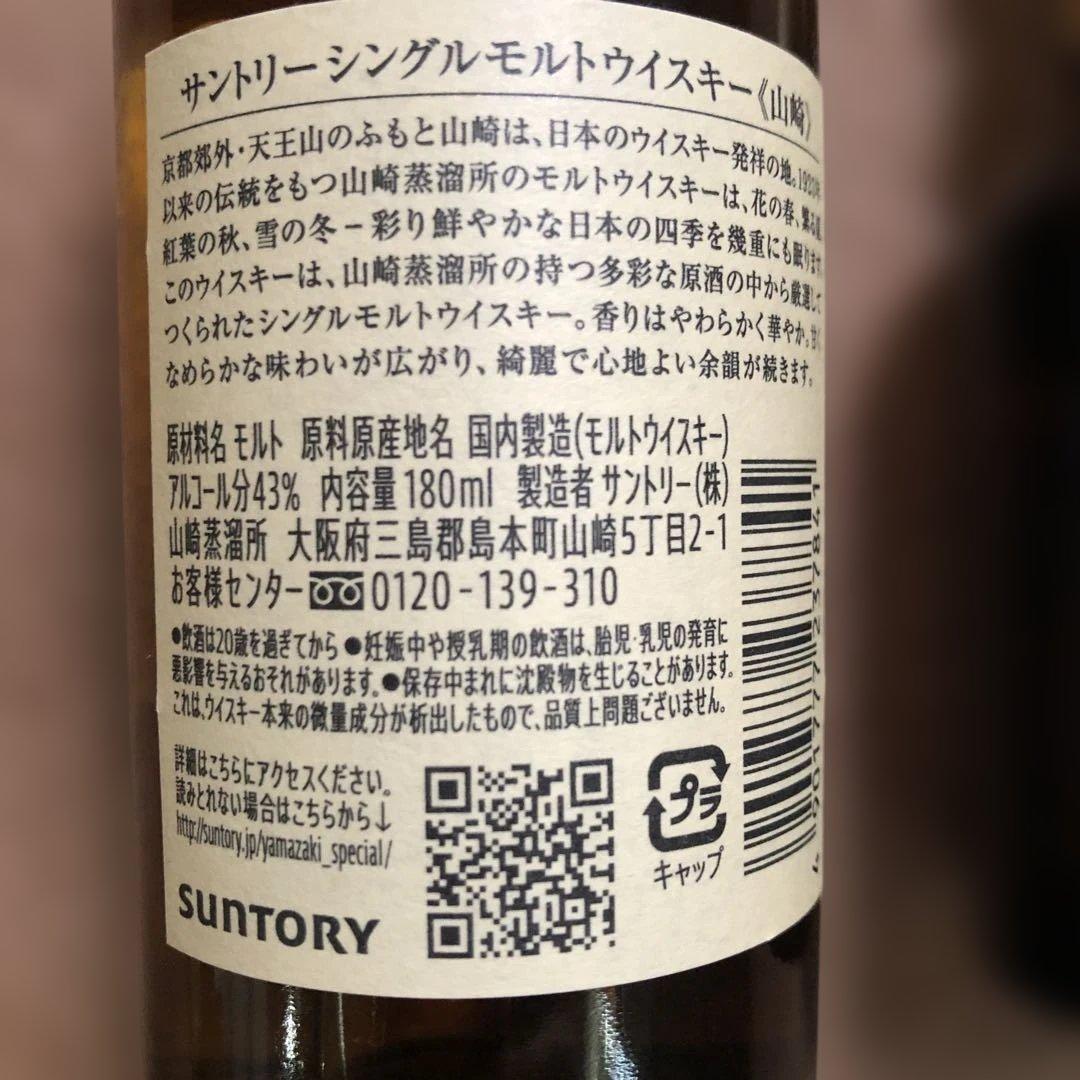 サントリーシングルモルトウイスキー《山崎》
京都郊外・天王山のふもと山崎は、日本のウイスキー発祥の地。
以来の伝統をもつ山崎蒸溜所のモルトウイスキーは、花の春、
紅葉の秋、雪の冬－彩り鮮やかな日本の四季を幾重にも眠ります。
このウイスキーは、山崎蒸溜所の持つ多彩な原酒の中から厳選して
つくられたシングルモルトウイスキー。香りはやわらかく華やか。甘く、
なめらかな味わいが広がり、綺麗で心地よい余韻が続きます。
原材料名 モルト 原料原産地名 国内製造(モルトウイスキー)
アルコール分43% 内容量180ml 製造者 サントリー(株)
山崎蒸溜所 大阪府三島郡島本町山崎5丁目2-1
お客様センター 0120-139-310
●飲酒は20歳を過ぎてから ●妊娠中や授乳期の飲酒は、胎児・乳児の発育に
悪影響を与えるおそれがあります。●保存中まれに沈殿物を生じることがあります。
これは、ウイスキー本来の微量成分が析出したもので、品質上問題ございません。
詳細はこちらにアクセスください。
読みとれない場合はこちらから↓
http://suntory.jp/yamazaki_special/
SUNTORY
プラ
キャップ